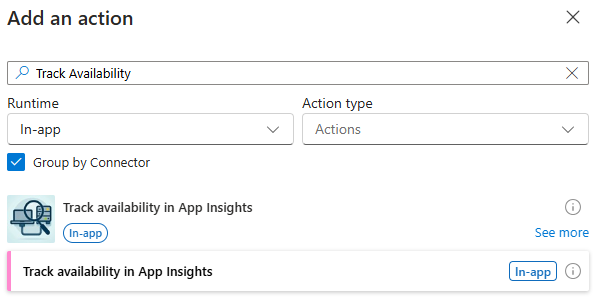 Add an action
Track Availability
Runtime Action type
In-app Actions
Group by Connector
Track availability in App Insights
In-app See more
Track availability in App Insights In-app